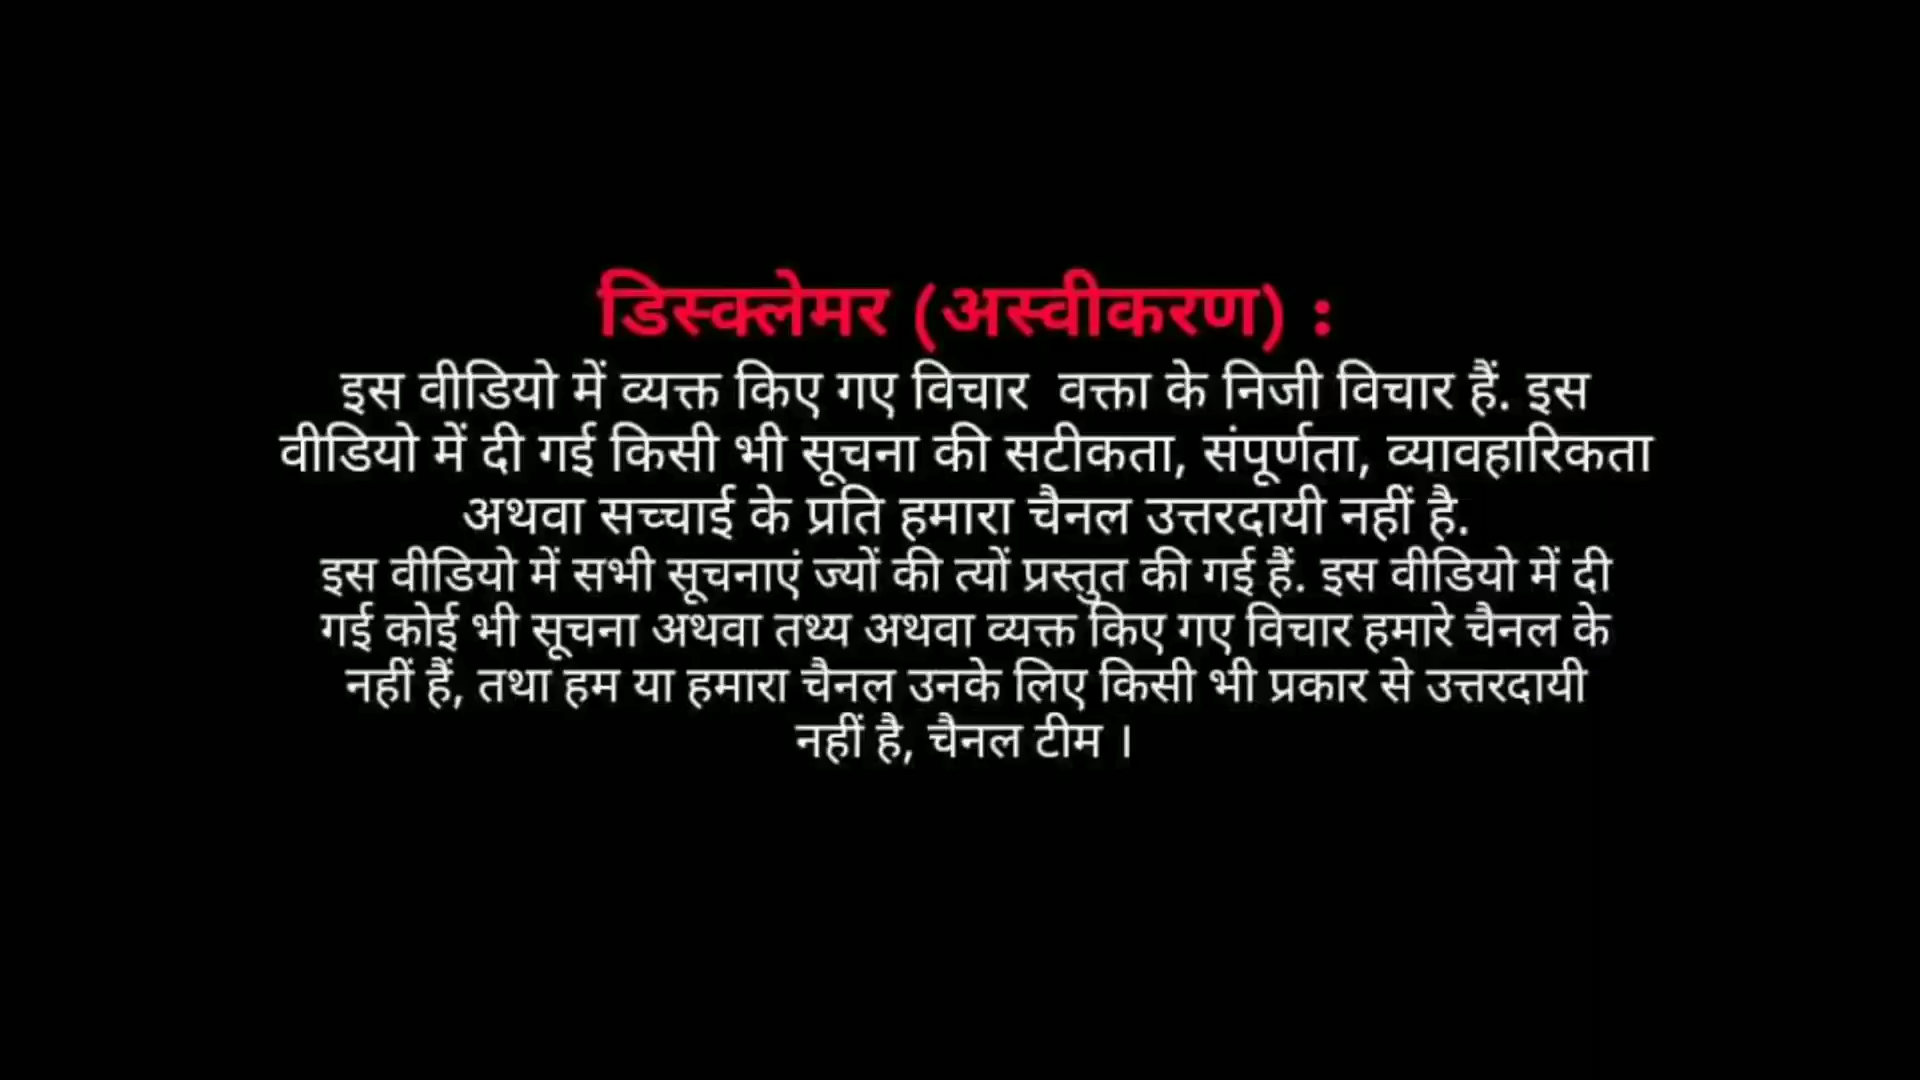 डिस्क्लेमर (अस्वीकरण) :
इस वीडियो में व्यक्त किए गए विचार वक्ता के निजी विचार हैं. इस
वीडियो में दी गई किसी भी सूचना की सटीकता, संपूर्णता, व्यावहारिकता
अथवा सच्चाई के प्रति हमारा चैनल उत्तरदायी नहीं है.
इस वीडियो में सभी सूचनाएं ज्यों की त्यों प्रस्तुत की गई हैं. इस वीडियो में दी
गई कोई भी सूचना अथवा तथ्य अथवा व्यक्त किए गए विचार हमारे चैनल के
नहीं हैं, तथा हम या हमारा चैनल उनके लिए किसी भी प्रकार से उत्तरदायी
नहीं है, चैनल टीम ।